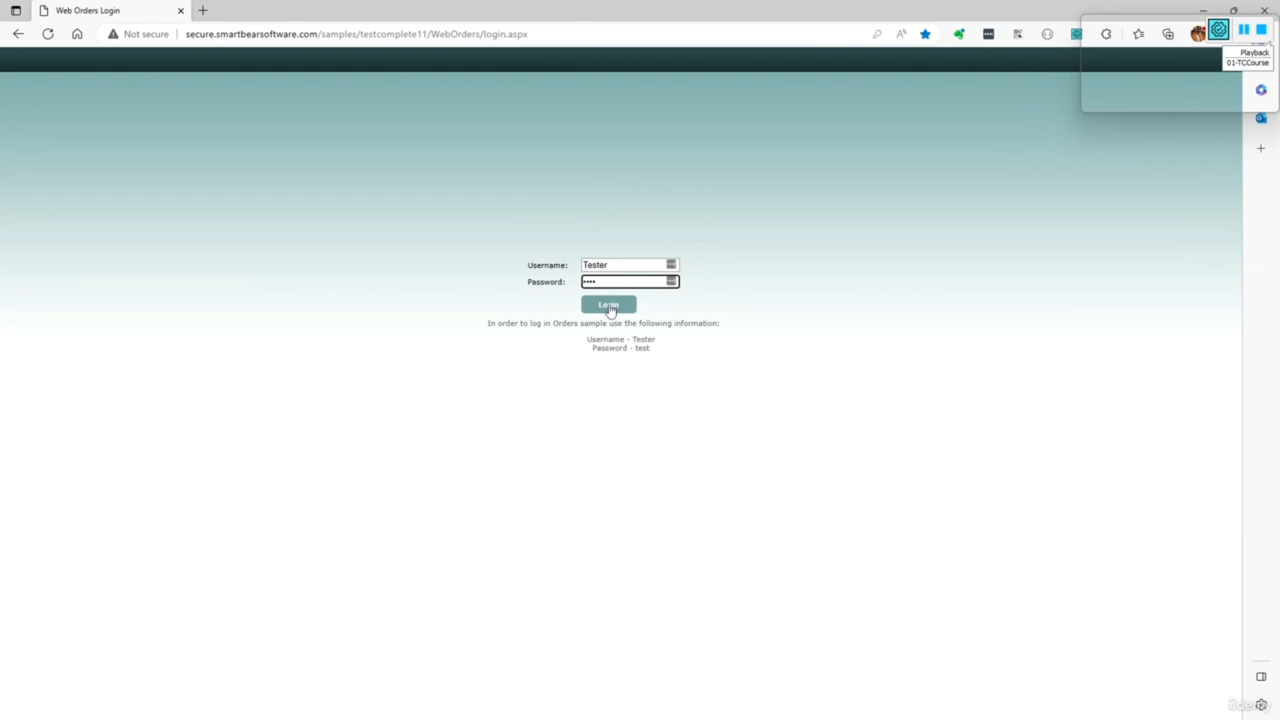 Web Orders Login
Not secure
secure.smartbearsoftware.com/samples/testcomplete11/WebOrders/login.aspx
Playback
01-TCCourse
Username:
Tester
Password:
••••
Login
In order to log in Orders sample use the following information:
Username - Tester
Password - test
ûdemy